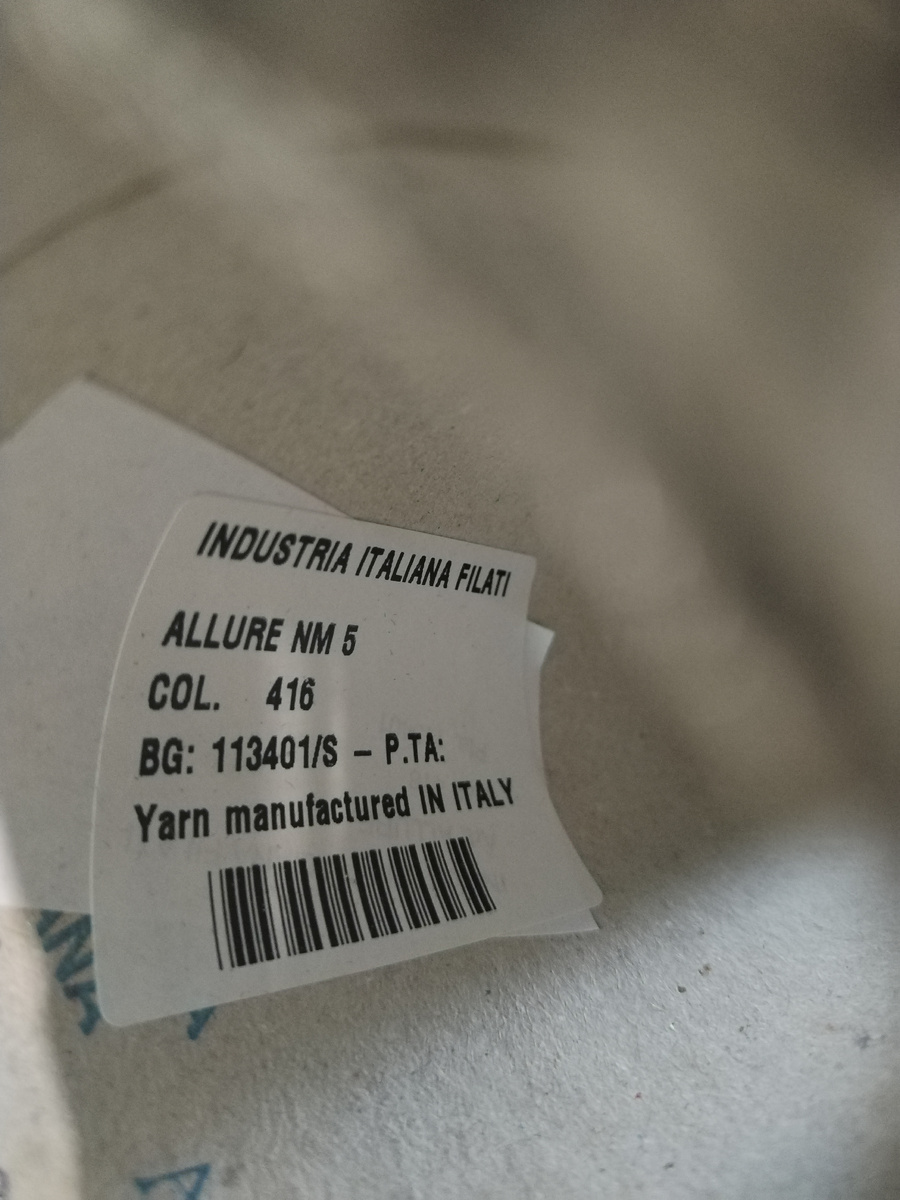 INDUSTRIA ITALIANA FILATI
ALLURE NM 5
COL. 416
BG: 113401/S – P.TA:
Yarn manufactured IN ITALY